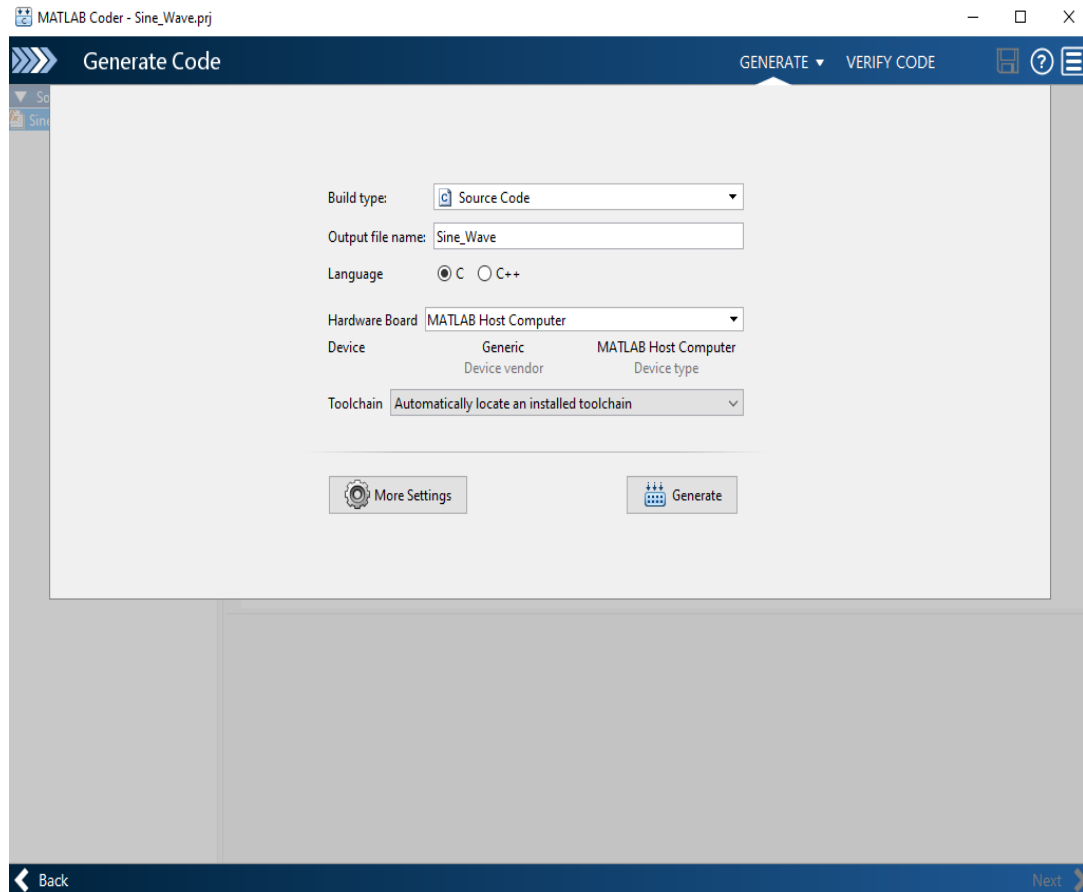 MATLAB Coder - Sine_Wave.prj
Generate Code
GENERATE
VERIFY CODE
So
Sine
Build type:
Source Code
Output file name:
Sine_Wave
Language
C
C++
Hardware Board
MATLAB Host Computer
Device
Generic
MATLAB Host Computer
Device vendor
Device type
Toolchain
Automatically locate an installed toolchain
More Settings
Generate
Back
Next